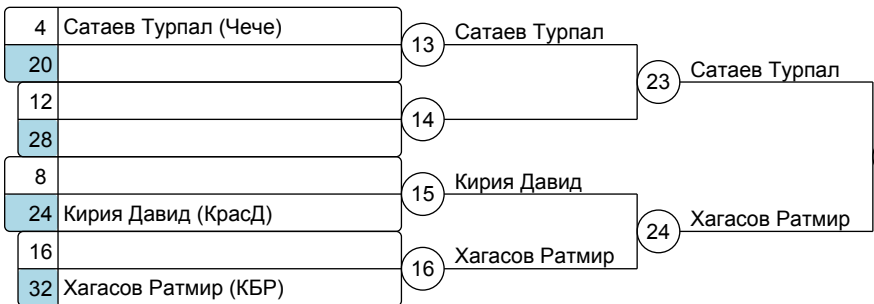 4 Сатаев Турпал (Чече)
20
13 Сатаев Турпал
12
28
14
23 Сатаев Турпал
8
24 Кирия Давид (КрасД)
15 Кирия Давид
16
32 Хагасов Ратмир (КБР)
16 Хагасов Ратмир
24 Хагасов Ратмир